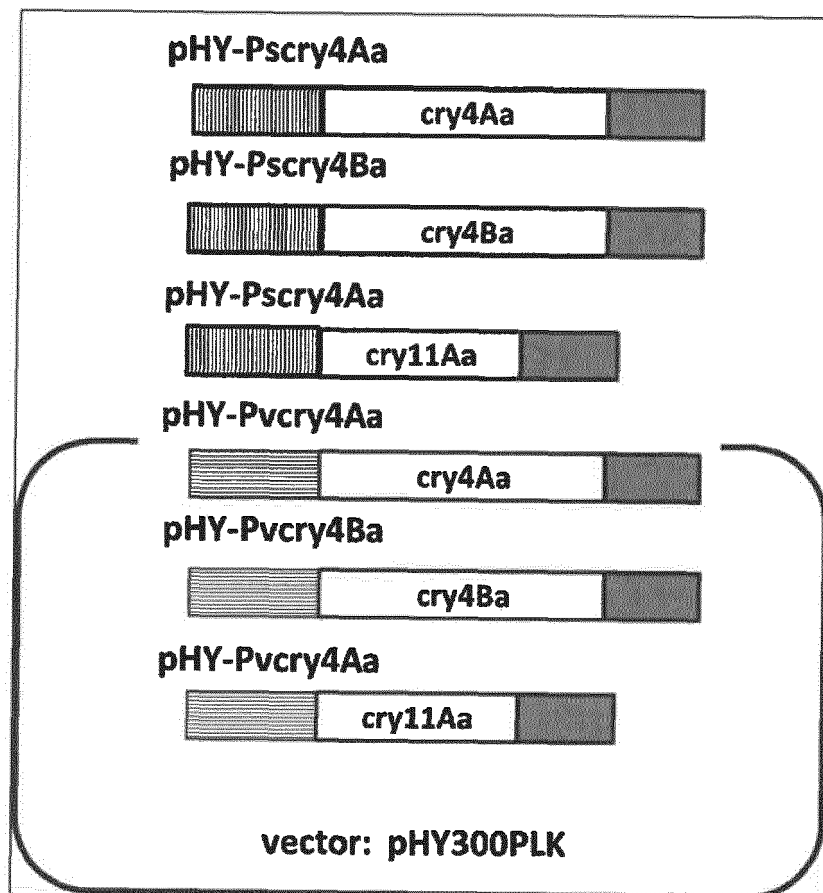 pHY-Pscry4Aa
cry4Aa
pHY-Pscry4Ba
cry4Ba
pHY-Pscry4Aa
cry11Aa
pHY-Pvcry4Aa
cry4Aa
pHY-Pvcry4Ba
cry4Ba
pHY-Pvcry4Aa
cry11Aa
vector: pHY300PLK